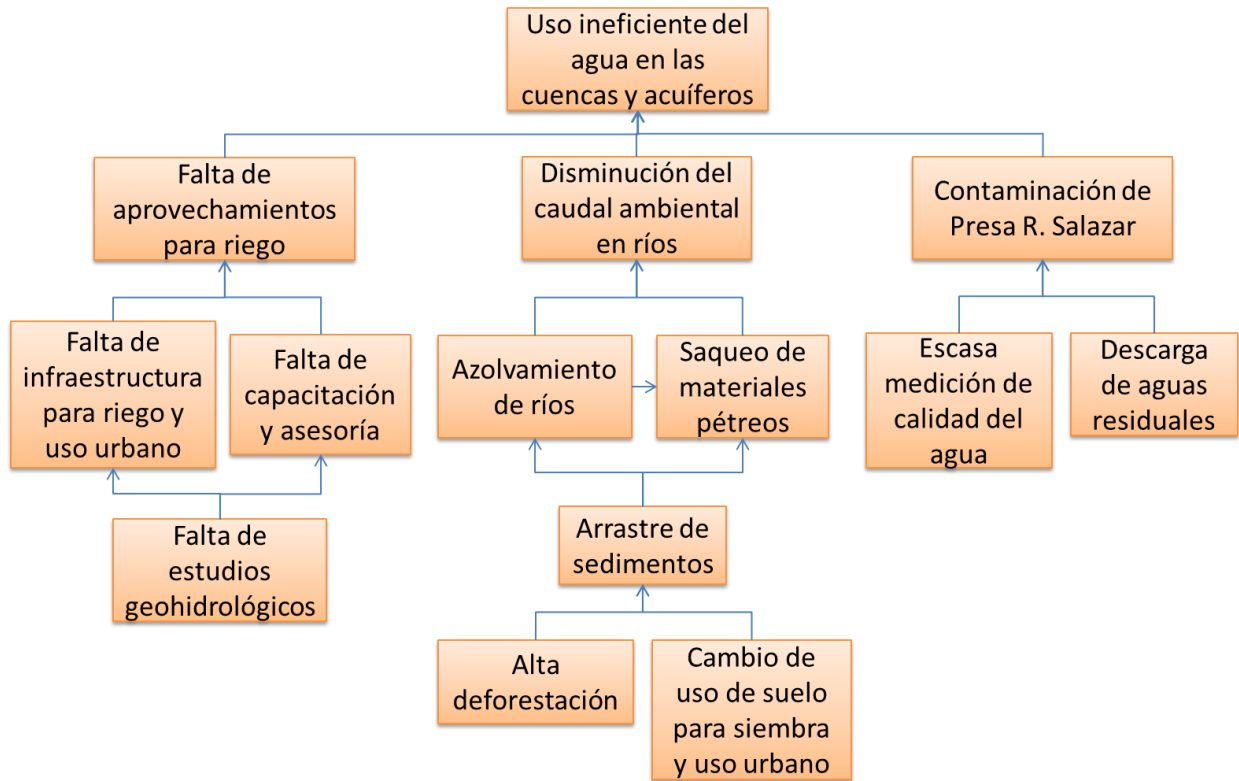 Uso ineficiente del
agua en las
cuencas y acuíferos
Falta de
aprovechamientos
para riego
Disminución del
caudal ambiental
en ríos
Contaminación de
Presa R. Salazar
Falta de
infraestructura
para riego y
uso urbano
Falta de
capacitación
y asesoría
Azolvamiento
de ríos
Saqueo de
materiales
pétreos
Escasa
medición de
calidad del
agua
Descarga
de aguas
residuales
Falta de
estudios
geohidrológicos
Arrastre de
sedimentos
Alta
deforestación
Cambio de
uso de suelo
para siembra
y uso urbano